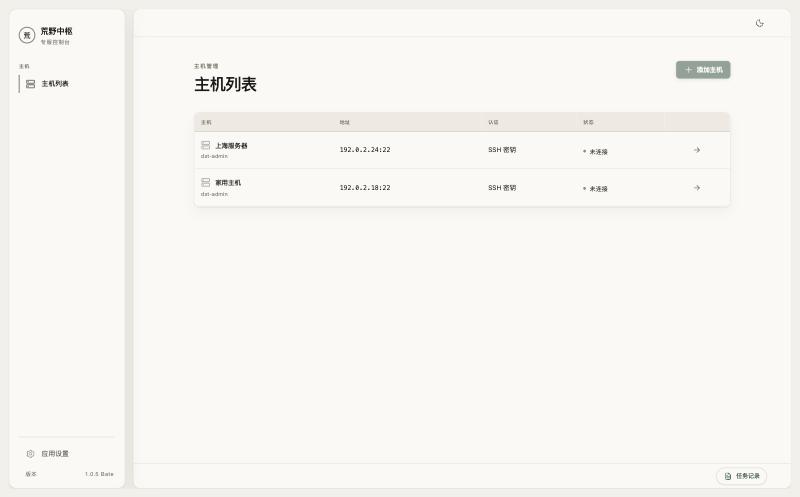 荒
荒野中枢
专服控制台
主机
主机列表
主机管理
主机列表
添加主机
主机 地址 认证 状态
上海服务器
dst-admin
192.0.2.24:22 SSH 密钥 未连接
家用主机
dst-admin
192.0.2.18:22 SSH 密钥 未连接
应用设置
版本 1.0.5 Bate
任务记录